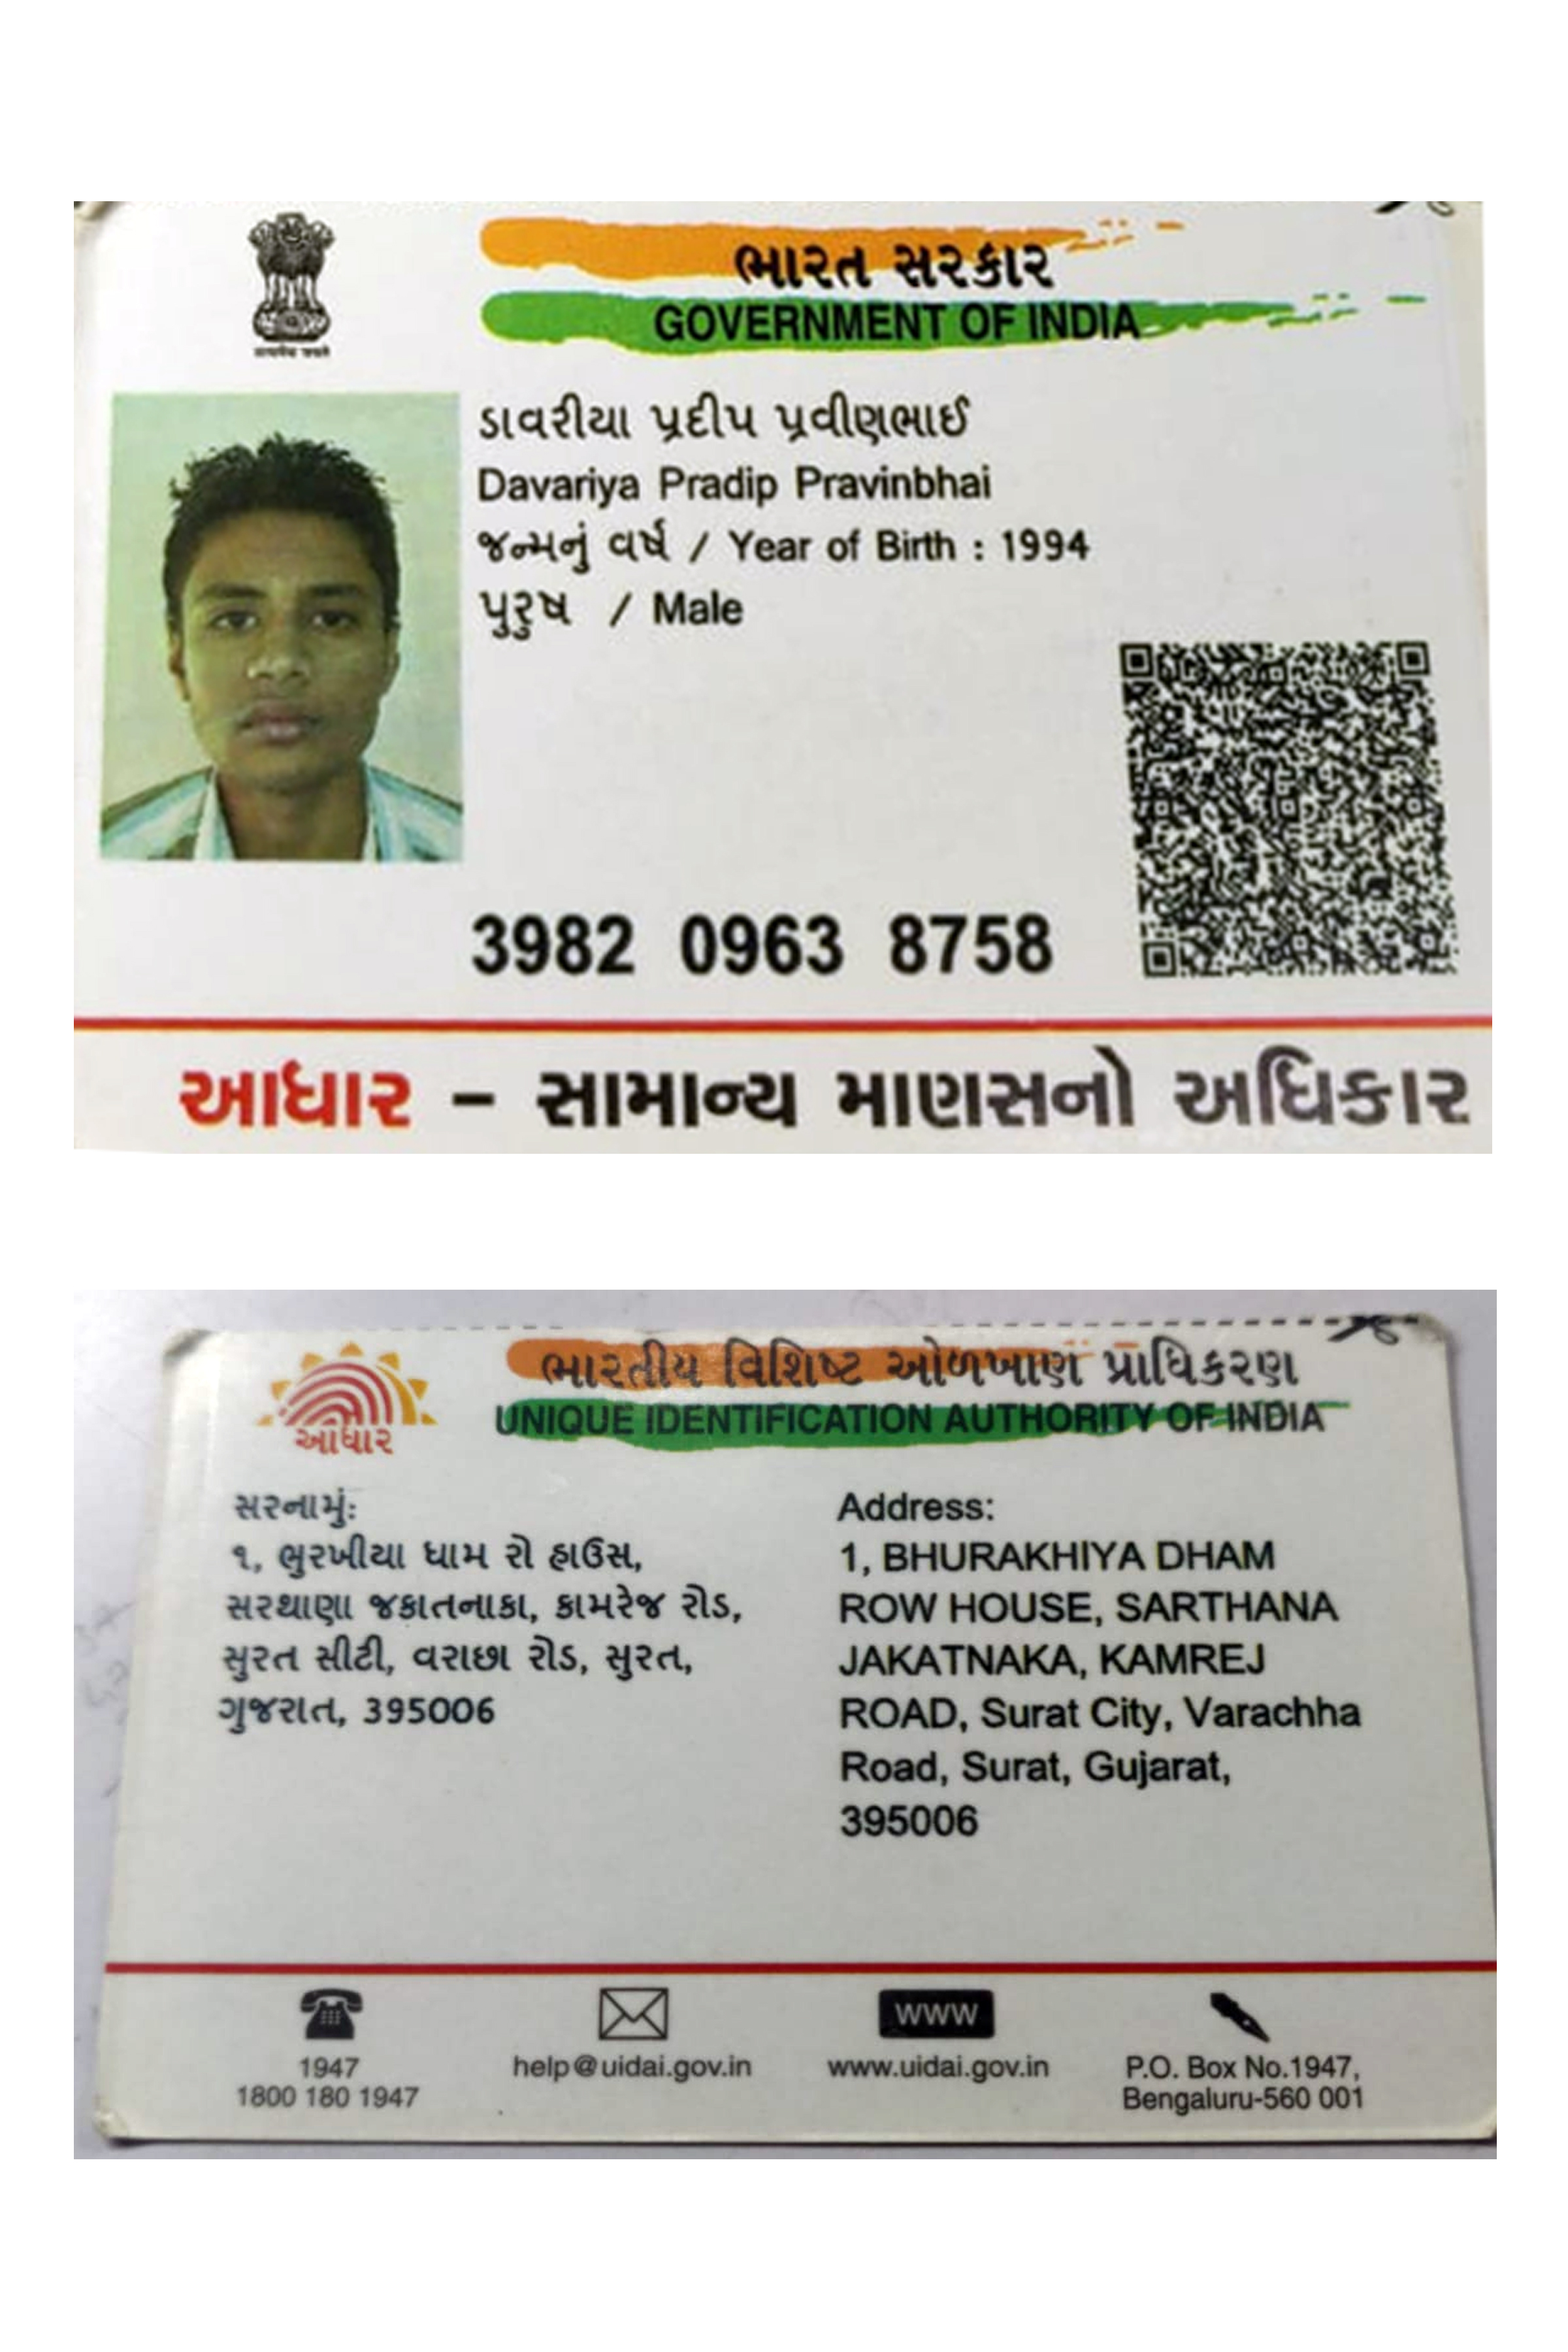 ભારત સરકાર
GOVERNMENT OF INDIA
ડાવરીયા પ્રદીપ પ્રવીણભાઈ
Davariya Pradip Pravinbhai
જન્મનું વર્ષ / Year of Birth : 1994
પુરુષ / Male
3982 0963 8758
આધાર – સામાન્ય માણસનો અધિકાર
ભારતીય વિશિષ્ટ ઓળખાણ પ્રાધિકરણ
UNIQUE IDENTIFICATION AUTHORITY OF INDIA
આધાર
સરનામું:
૧, ભુરખીયા ધામ રો હાઉસ,
સરથાણા જકાતનાકા, કામરેજ રોડ,
સુરત સીટી, વરાછા રોડ, સુરત,
ગુજરાત, 395006
Address:
1, BHURAKHIYA DHAM
ROW HOUSE, SARTHANA
JAKATNAKA, KAMREJ
ROAD, Surat City, Varachha
Road, Surat, Gujarat,
395006
1947
1800 180 1947
help@uidai.gov.in
WWW
www.uidai.gov.in
P.O. Box No.1947,
Bengaluru-560 001